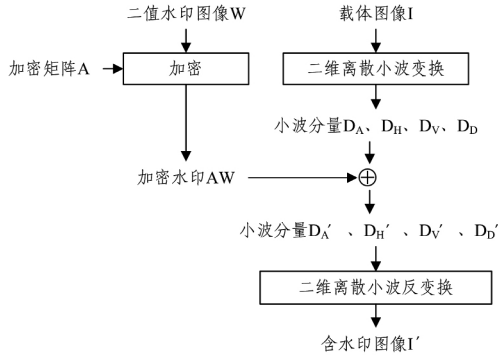 二值水印图像W
载体图像I
加密矩阵A
加密
二维离散小波变换
小波分量DA、DH、DV、DD
加密水印AW
小波分量DA′、DH′、DV′、DD′
二维离散小波反变换
含水印图像I′